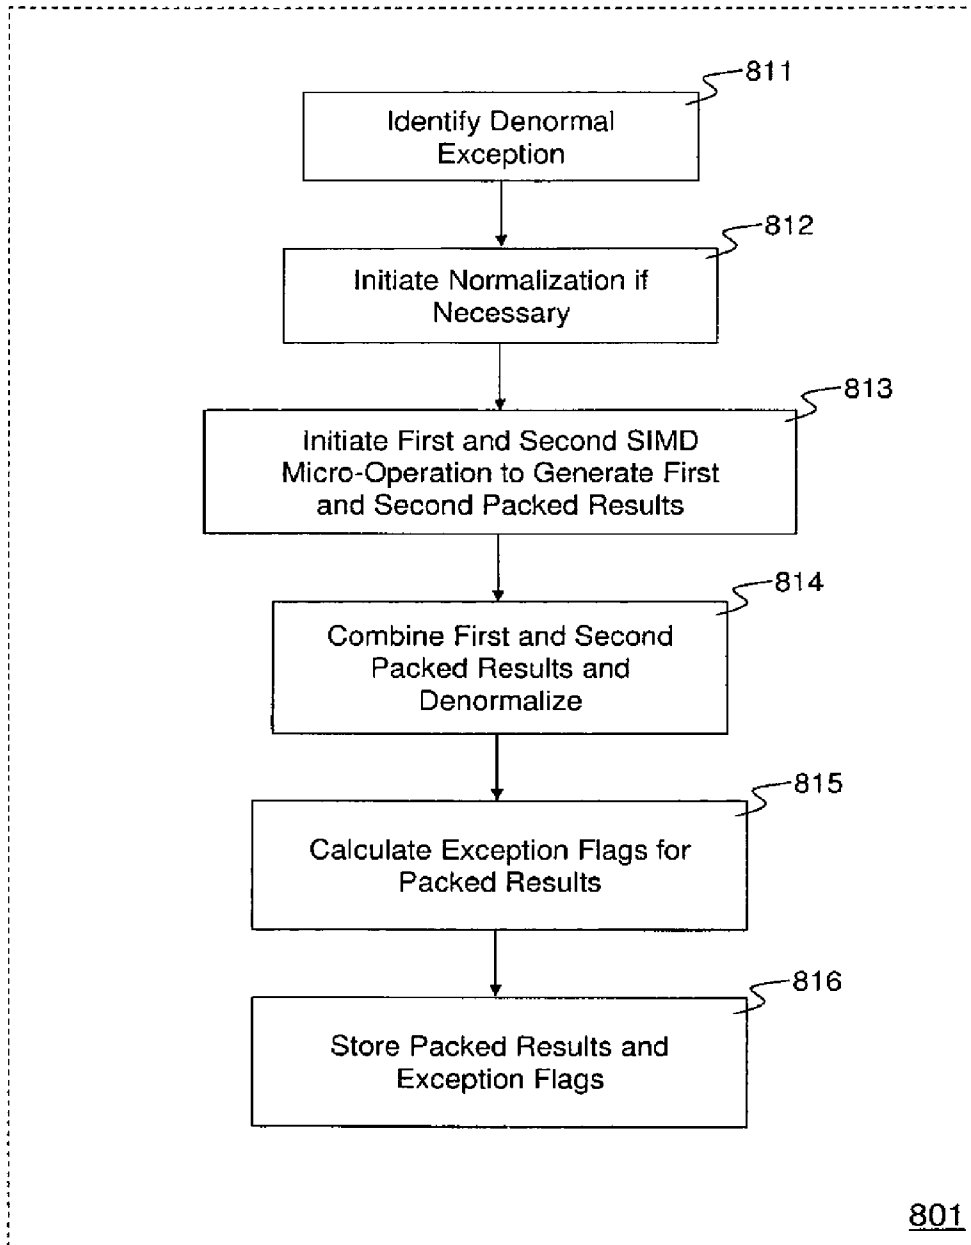 811
Identify Denormal
Exception
812
Initiate Normalization if
Necessary
813
Initiate First and Second SIMD
Micro-Operation to Generate First
and Second Packed Results
814
Combine First and Second
Packed Results and
Denormalize
815
Calculate Exception Flags for
Packed Results
816
Store Packed Results and
Exception Flags
801